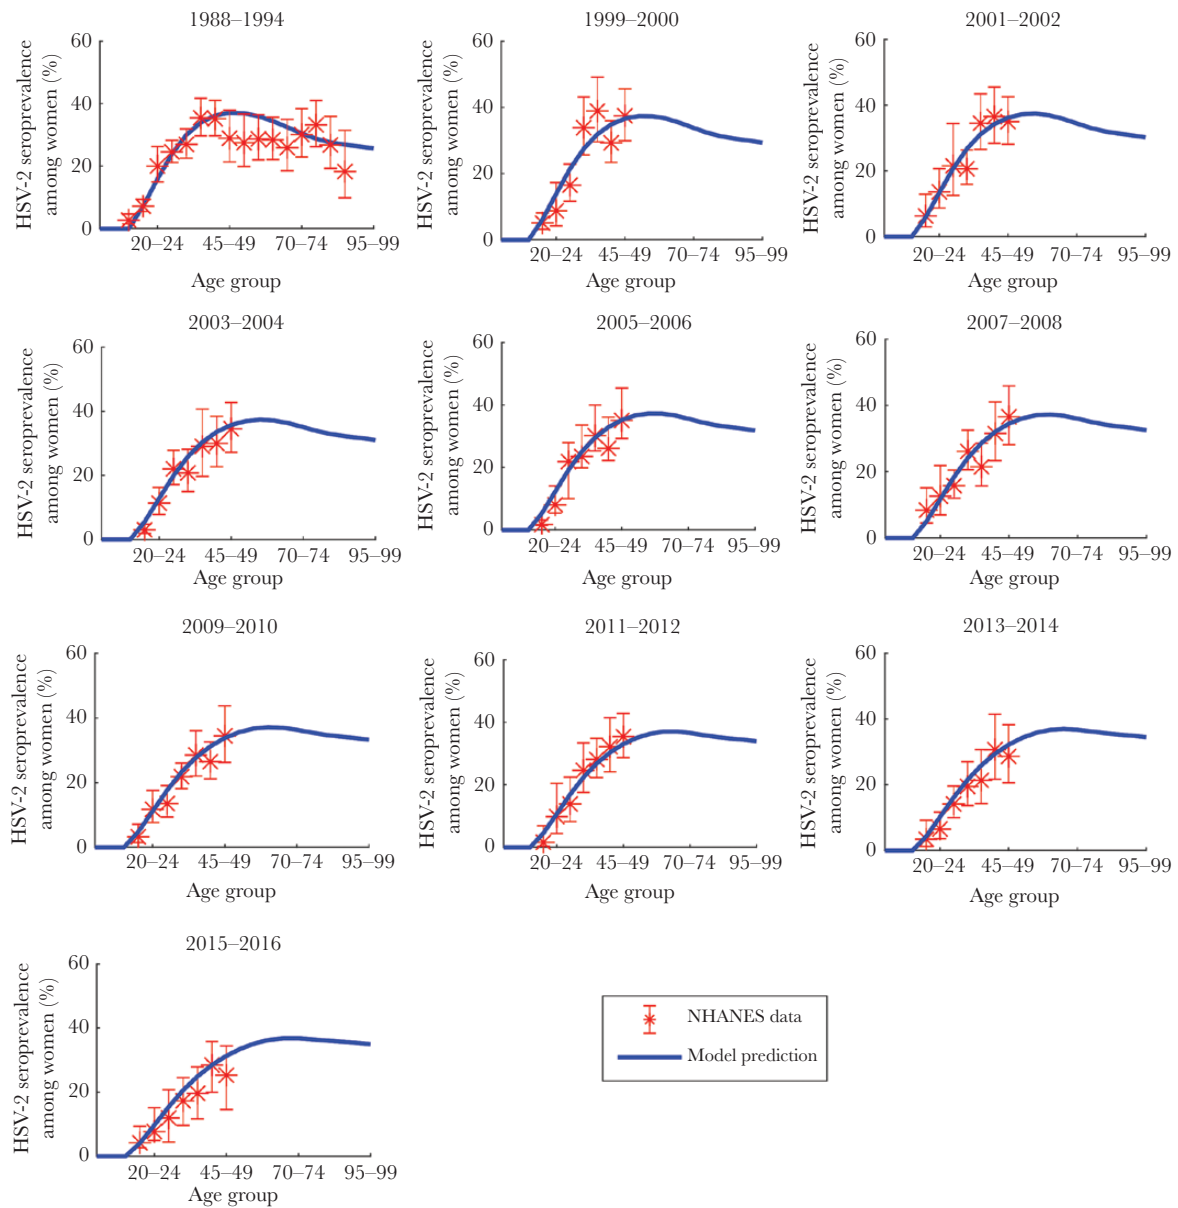 1988–1994
HSV-2 seroprevalence
among women (%)
60
40
20
0
20–24
45–49
70–74
95–99
Age group
1999–2000
HSV-2 seroprevalence
among women (%)
60
40
20
0
20–24
45–49
70–74
95–99
Age group
2001–2002
HSV-2 seroprevalence
among women (%)
60
40
20
0
20–24
45–49
70–74
95–99
Age group
2003–2004
HSV-2 seroprevalence
among women (%)
60
40
20
0
20–24
45–49
70–74
95–99
Age group
2005–2006
HSV-2 seroprevalence
among women (%)
60
40
20
0
20–24
45–49
70–74
95–99
Age group
2007–2008
HSV-2 seroprevalence
among women (%)
60
40
20
0
20–24
45–49
70–74
95–99
Age group
2009–2010
HSV-2 seroprevalence
among women (%)
60
40
20
0
20–24
45–49
70–74
95–99
Age group
2011–2012
HSV-2 seroprevalence
among women (%)
60
40
20
0
20–24
45–49
70–74
95–99
Age group
2013–2014
HSV-2 seroprevalence
among women (%)
60
40
20
0
20–24
45–49
70–74
95–99
Age group
2015–2016
HSV-2 seroprevalence
among women (%)
60
40
20
0
20–24
45–49
70–74
95–99
Age group
NHANES data
Model prediction